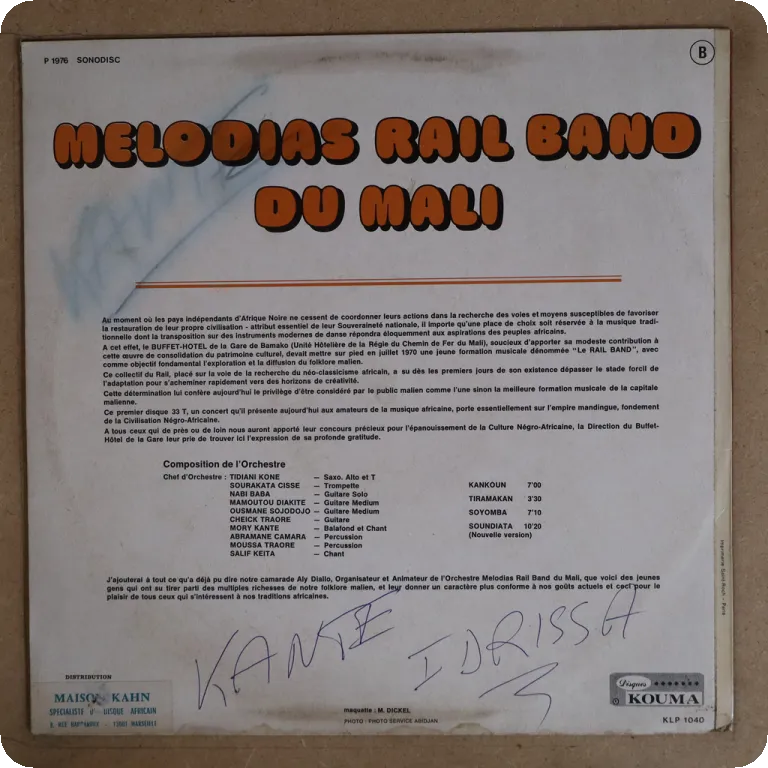 P 1976 SONODISC
B
MELODIAS RAIL BAND
DU MALI
KANTE
Au moment où les pays indépendants d'Afrique Noire ne cessent de coordonner leurs actions dans la recherche des voies et moyens susceptibles de favoriser
la restauration de leur propre civilisation - attribut essentiel de leur Souveraineté nationale, il importe qu'une place de choix soit réservée à la musique tradi-
tionnelle dont la transposition sur des instruments modernes de danse répondra éloquemment aux aspirations des peuples africains.
A cet effet, le BUFFET-HOTEL de la Gare de Bamako (Unité Hôtelière de la Régie du Chemin de Fer du Mali), soucieux d'apporter sa modeste contribution à
cette œuvre de consolidation du patrimoine culturel, devait mettre sur pied en juillet 1970 une jeune formation musicale dénommée "Le RAIL BAND", avec
comme objectif fondamental l'exploration et la diffusion du folklore malien.
Ce collectif du Rail, placé sur la voie de la recherche du néo-classicisme africain, a su dès les premiers jours de son existence dépasser le stade forcil de
l'adaptation pour s'acheminer rapidement vers des horizons de créativité.
Cette détermination lui confère aujourd'hui le privilège d'être considéré par le public malien comme l'une sinon la meilleure formation musicale de la capitale
malienne.
Ce premier disque 33 T, un concert qu'il présente aujourd'hui aux amateurs de la musique africaine, porte essentiellement sur l'empire mandingue, fondement
de la Civilisation Négro-Africaine.
A tous ceux qui de près ou de loin nous auront apporté leur concours précieux pour l'épanouissement de la Culture Négro-Africaine, la Direction du Buffet-
Hôtel de la Gare leur prie de trouver ici l'expression de sa profonde gratitude.
Composition de l'Orchestre
Chef d'Orchestre : TIDIANI KONE — Saxo. Alto et T
SOURAKATA CISSE — Trompette
NABI BABA — Guitare Solo
MAMOUTOU DIAKITE — Guitare Medium
OUSMANE SOJODOJO — Guitare Medium
CHEICK TRAORE — Guitare
MORY KANTE — Balafond et Chant
ABRAMANE CAMARA — Percussion
MOUSSA TRAORE — Percussion
SALIF KEITA — Chant
KANKOUN 7'00
TIRAMAKAN 3'30
SOYOMBA 7'10
SOUNDIATA 10'20
(Nouvelle version)
J'ajouterai à tout ce qu'a déjà pu dire notre camarade Aly Diallo, Organisateur et Animateur de l'Orchestre Melodias Rail Band du Mali, que voici des jeunes
gens qui ont su tirer parti des multiples richesses de notre folklore malien, et leur donner un caractère plus conforme à nos goûts actuels et ceci pour le
plaisir de tous ceux qui s'intéressent à nos traditions africaines.
KANTE IDRISSA
Imprimerie Saint-Roch - Paris
DISTRIBUTION
MAISON KAHN
SPECIALISTE DISQUE AFRICAIN
MARSEILLE
maquette : M. DICKEL
PHOTO : PHOTO SERVICE ABIDJAN
Disques
KOUMA
KLP 1040